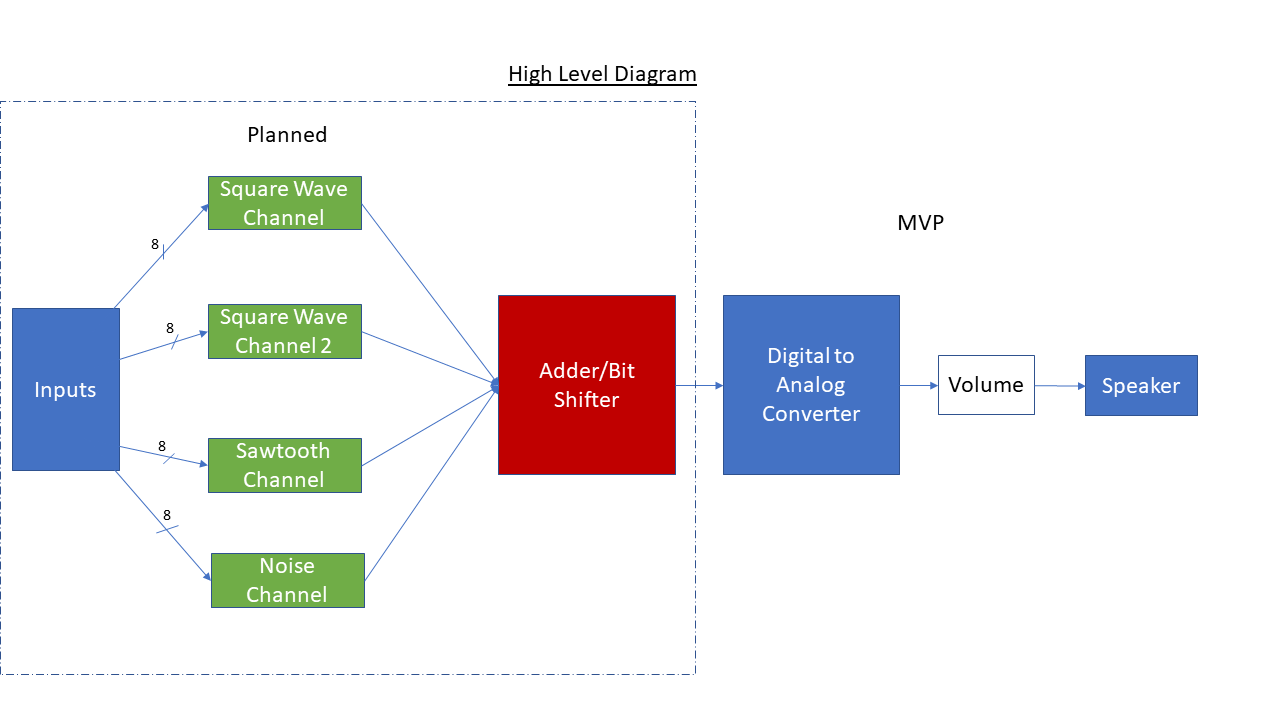 High Level Diagram
Planned
Square Wave
Channel
8
MVP
Square Wave
Channel 2
8
Inputs
Adder/Bit
Shifter
Digital to
Analog
Converter
Volume
Speaker
8
Sawtooth
Channel
8
Noise
Channel